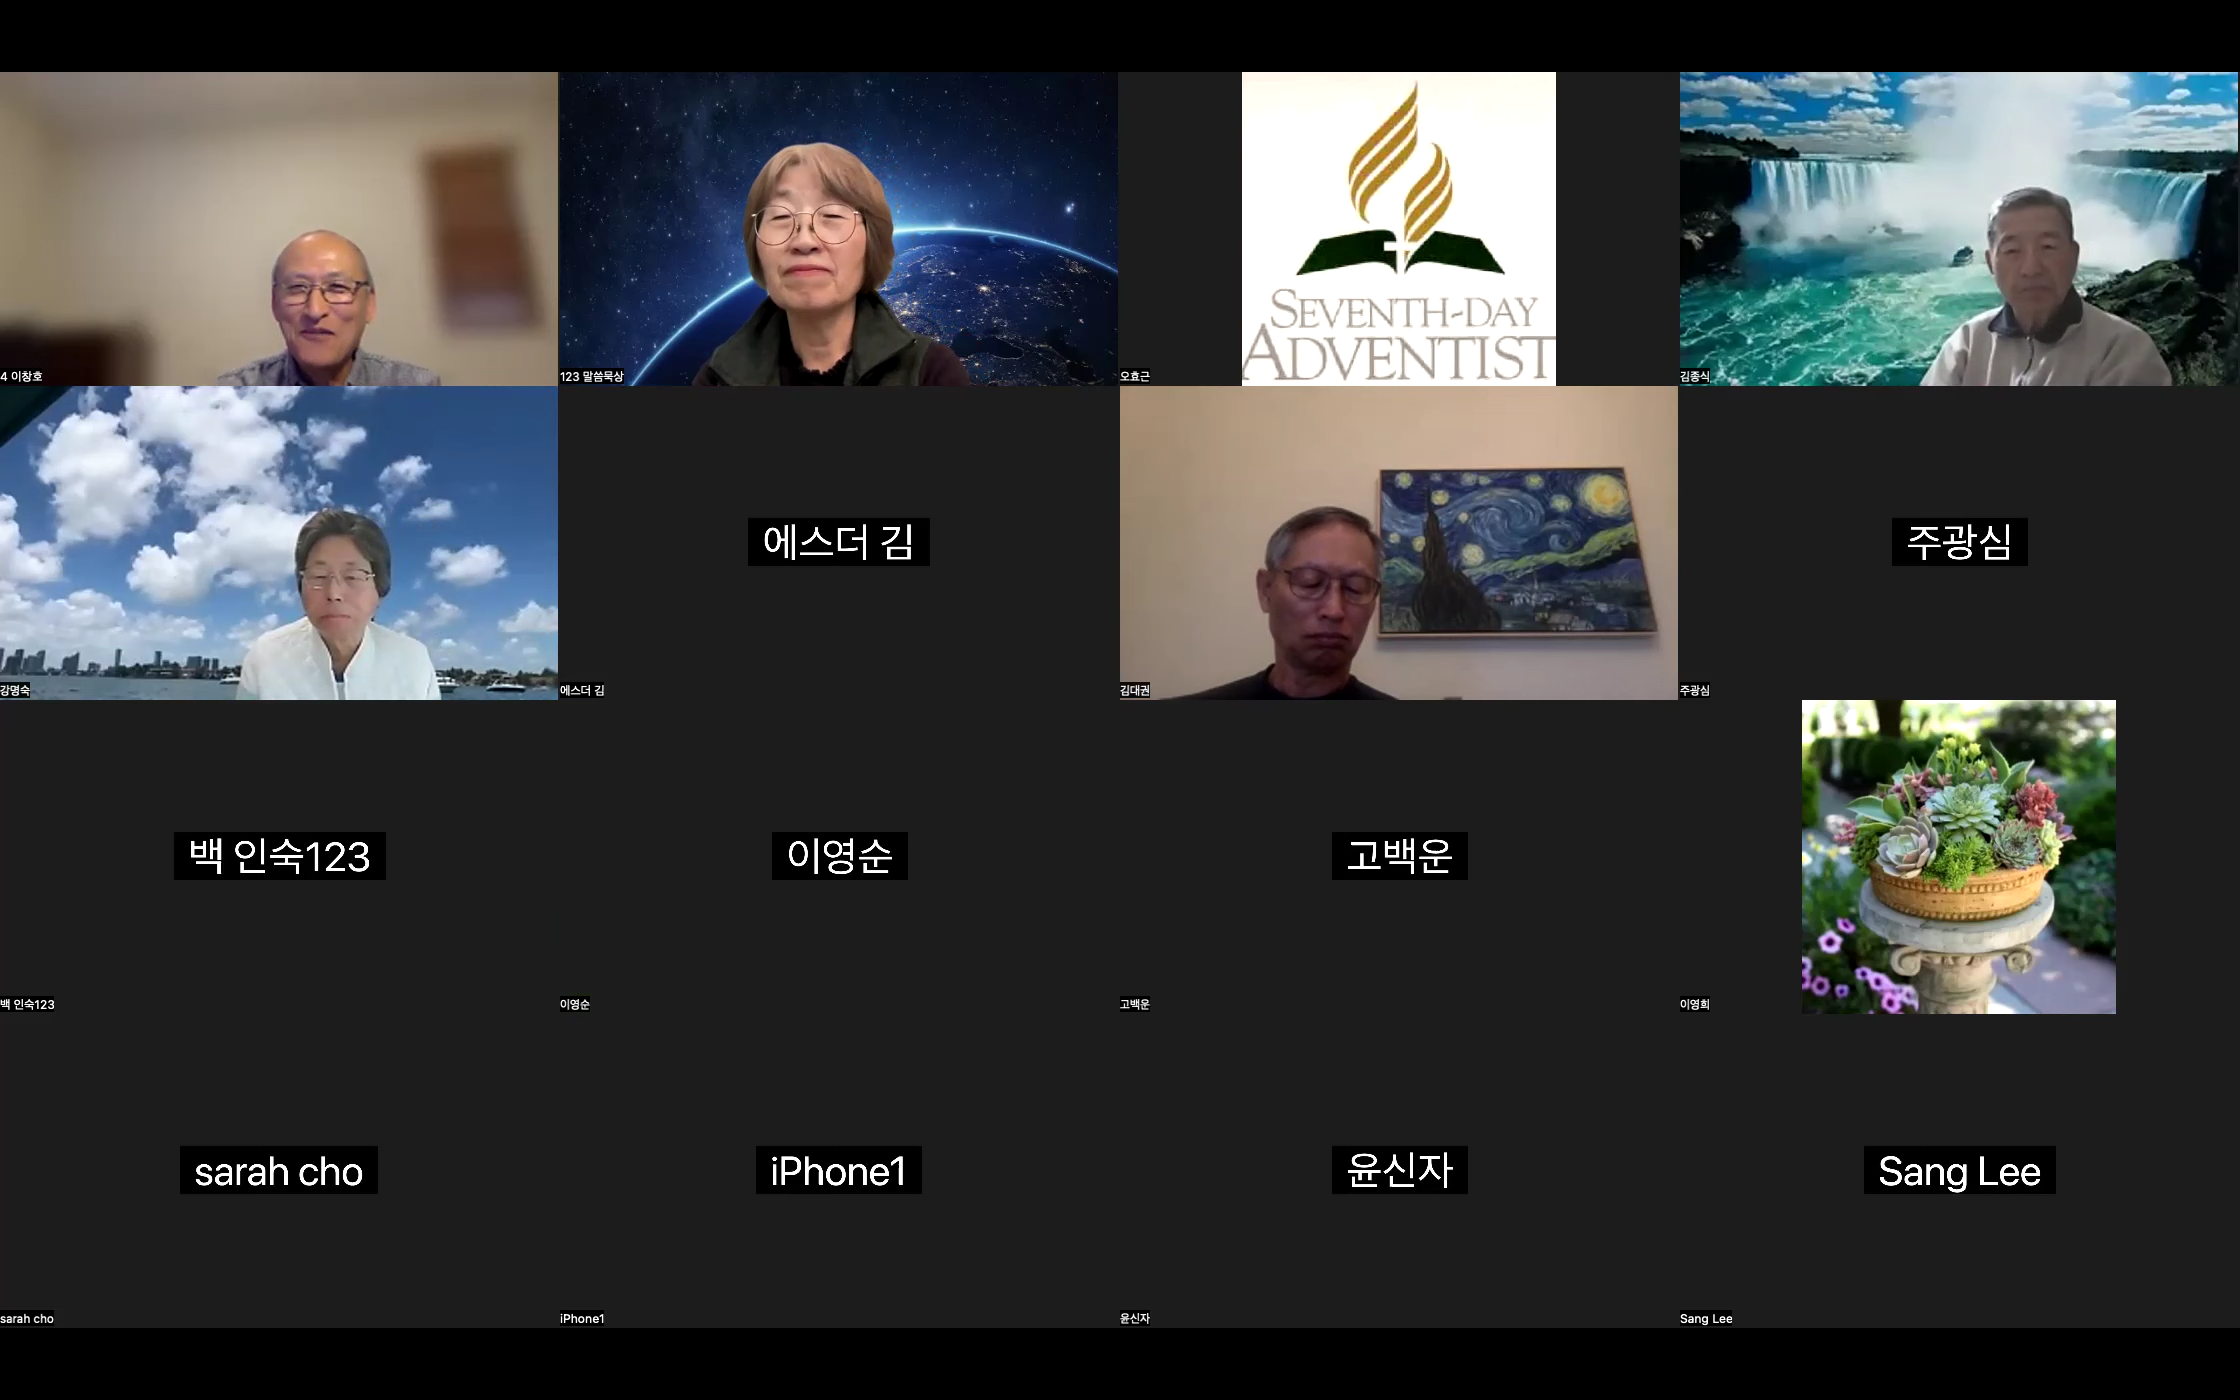 4 이창호
123 말씀묵상
SEVENTH-DAY
ADVENTIST
오효근
김종식
강명숙
에스더 김
에스더 김
김대권
주광심
주광심
백 인숙123
백 인숙123
이영순
이영순
고백운
고백운
이영희
sarah cho
sarah cho
iPhone1
iPhone1
윤신자
윤신자
Sang Lee
Sang Lee